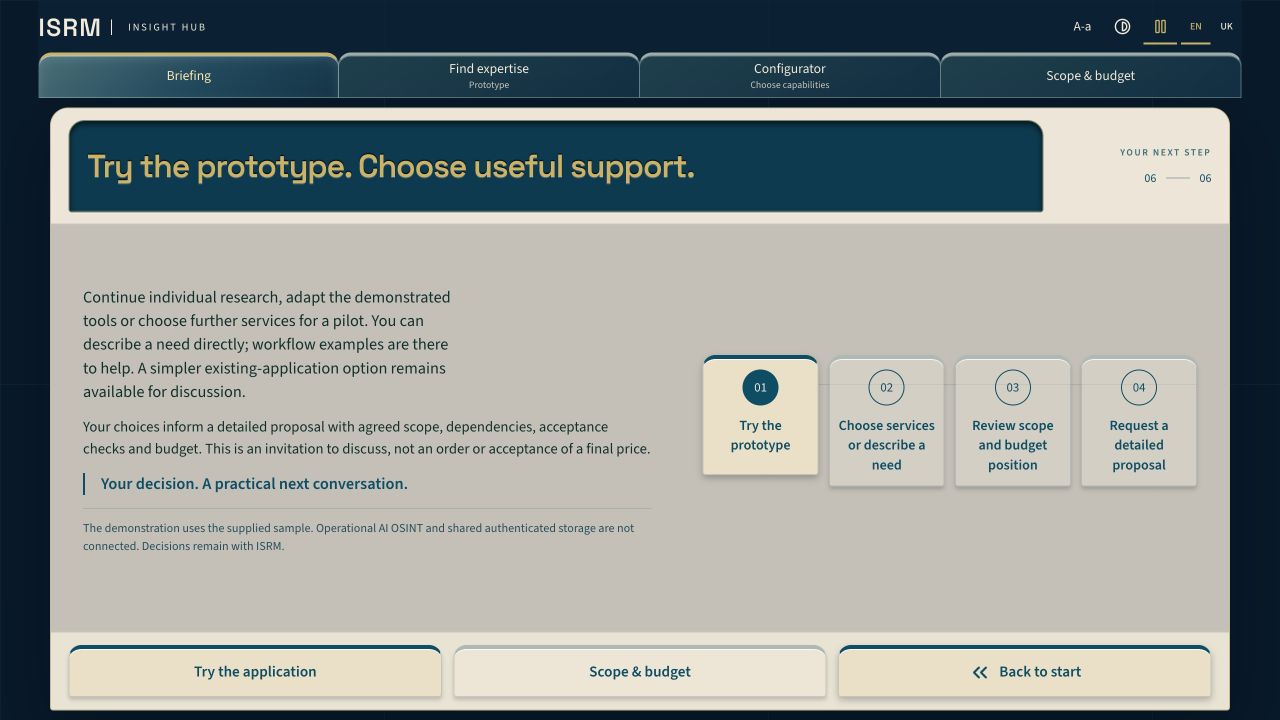 ISRM | INSIGHT HUB
A-a
EN
UK
Briefing
Find expertise
Prototype
Configurator
Choose capabilities
Scope & budget
Try the prototype. Choose useful support.
YOUR NEXT STEP
06 — 06
Continue individual research, adapt the demonstrated
tools or choose further services for a pilot. You can
describe a need directly; workflow examples are there
to help. A simpler existing-application option remains
available for discussion.
Your choices inform a detailed proposal with agreed scope, dependencies, acceptance
checks and budget. This is an invitation to discuss, not an order or acceptance of a final price.
Your decision. A practical next conversation.
The demonstration uses the supplied sample. Operational AI OSINT and shared authenticated storage are not
connected. Decisions remain with ISRM.
01
Try the
prototype
02
Choose services
or describe a
need
03
Review scope
and budget
position
04
Request a
detailed
proposal
Try the application
Scope & budget
Back to start